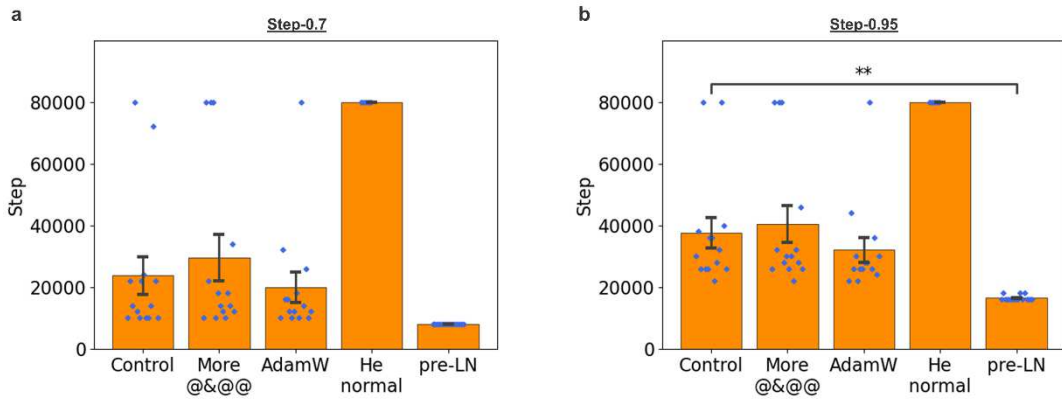 a
Step-0.7
Step
80000
60000
40000
20000
0
Control
More
@&@@
AdamW
He
normal
pre-LN
b
Step-0.95
**
Step
80000
60000
40000
20000
0
Control
More
@&@@
AdamW
He
normal
pre-LN